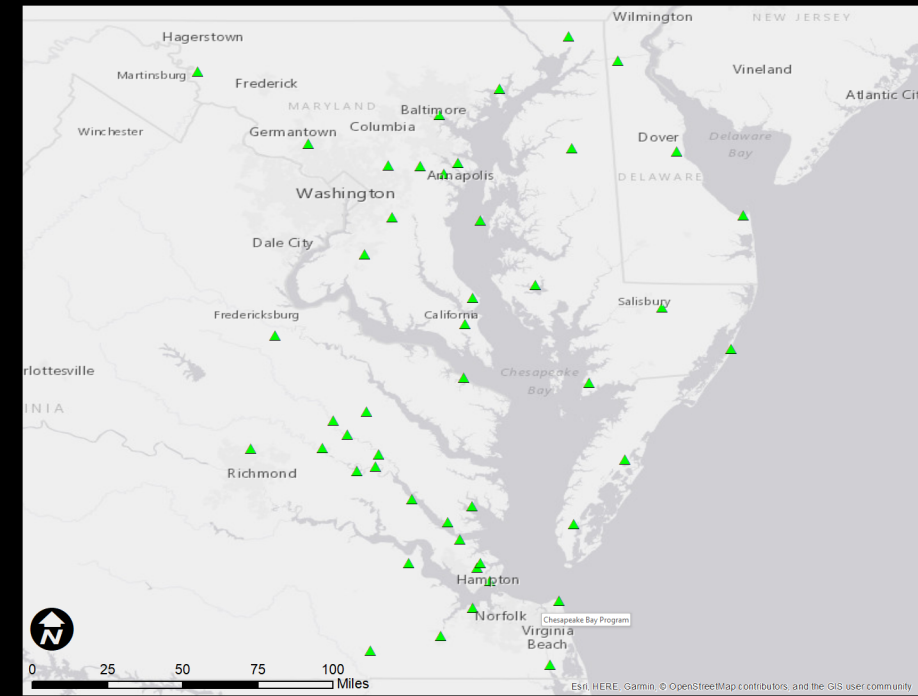 Wilmington
NEW JERSEY
Hagerstown
Martinsburg
Frederick
Vineland
MARYLAND
Baltimore
Atlantic Cit
Winchester
Germantown
Columbia
Dover
Delaware
Bay
Annapolis
DELAWARE
Washington
Dale City
Salisbury
Fredericksburg
California
rlottesville
Chesapeake
Bay
INIA
Richmond
Hampton
Norfolk
Chesapeake Bay Program
Virginia
Beach
N
0 25 50 75 100
Miles
Esri, HERE, Garmin, © OpenStreetMap contributors, and the GIS user community